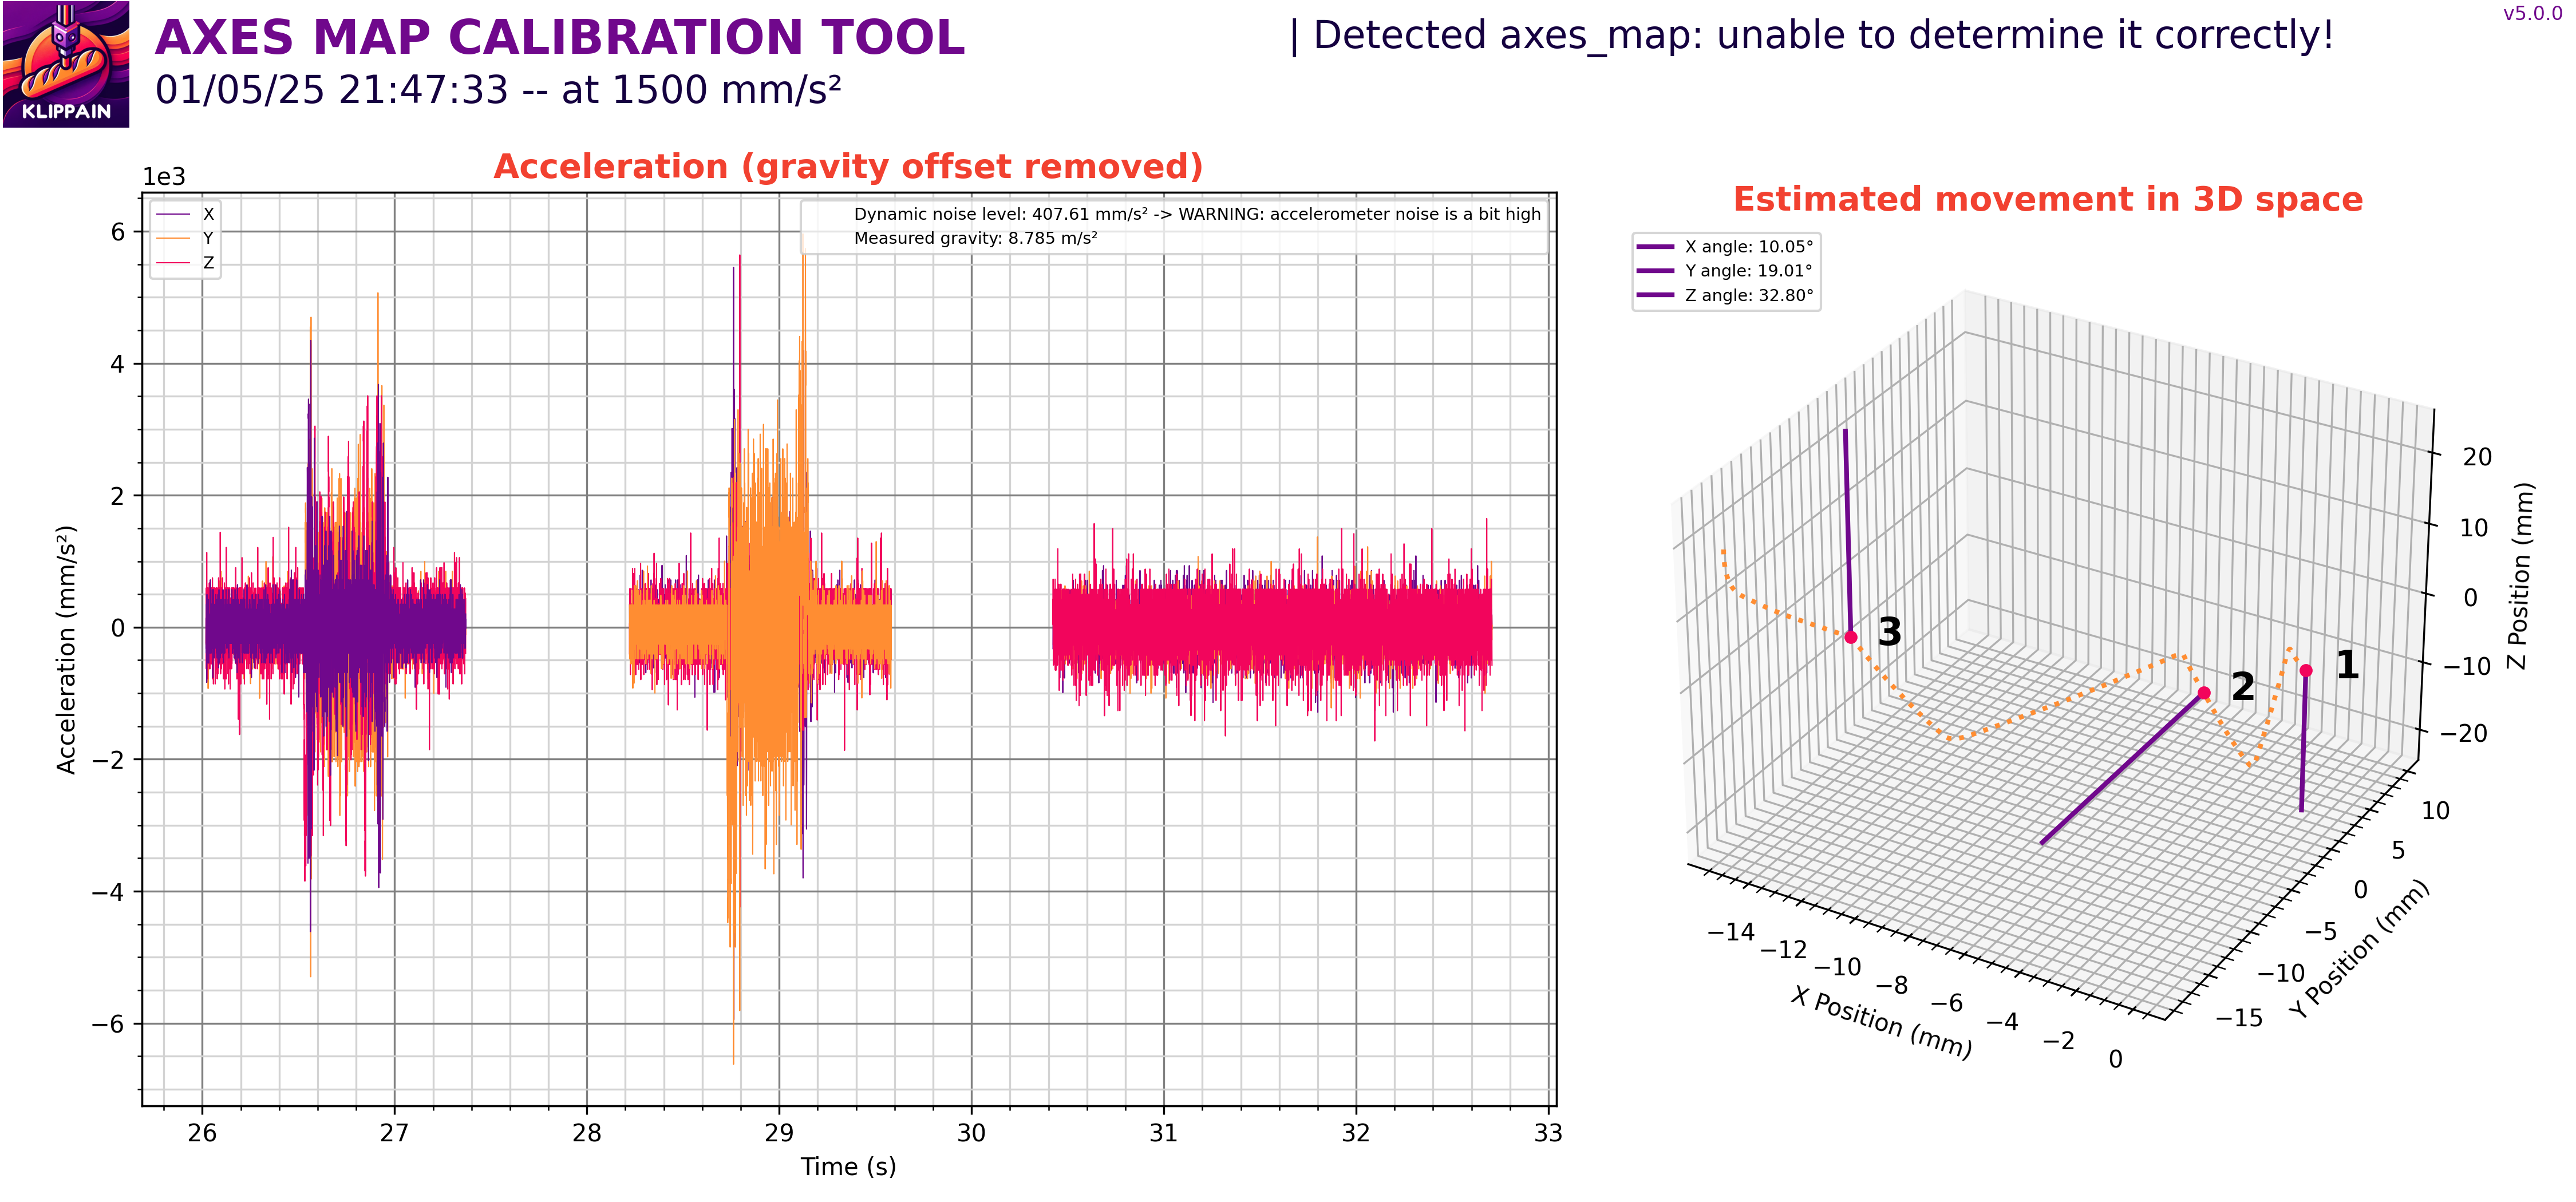 AXES MAP CALIBRATION TOOL
| Detected axes_map: unable to determine it correctly!
v5.0.0
01/05/25 21:47:33 -- at 1500 mm/s²
KLIPPAIN
Acceleration (gravity offset removed)
1e3
X
Y
Z
Dynamic noise level: 407.61 mm/s² -> WARNING: accelerometer noise is a bit high
Measured gravity: 8.785 m/s²
6
4
2
0
−2
−4
−6
Acceleration (mm/s²)
26 27 28 29 30 31 32 33
Time (s)
Estimated movement in 3D space
X angle: 10.05°
Y angle: 19.01°
Z angle: 32.80°
3
2
1
20
10
0
−10
−20
Z Position (mm)
10
5
0
−5
−10
−15
Y Position (mm)
−14
−12
−10
−8
−6
−4
−2
0
X Position (mm)